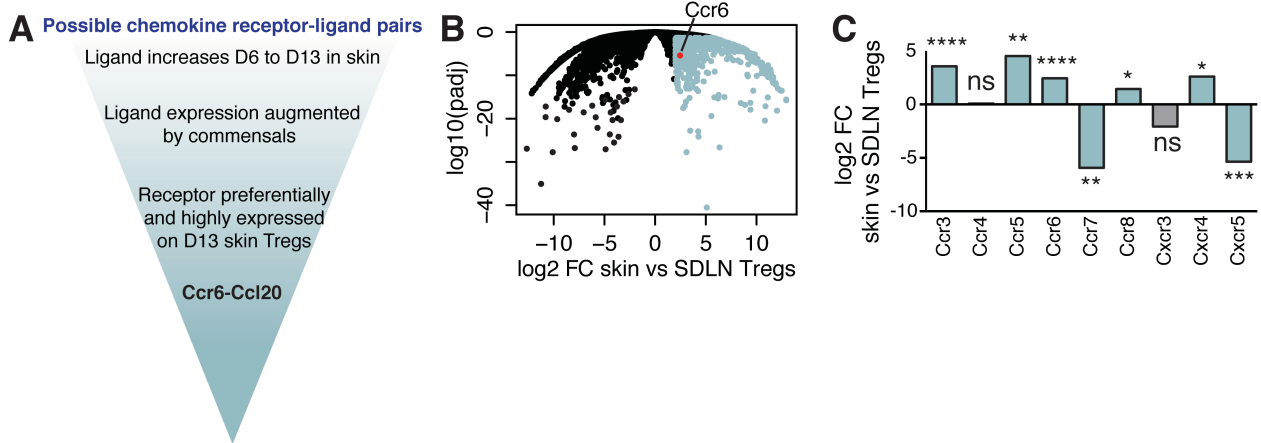 A
Possible chemokine receptor-ligand pairs
Ligand increases D6 to D13 in skin
Ligand expression augmented
by commensals
Receptor preferentially
and highly expressed
on D13 skin Tregs
Ccr6-Ccl20
B
Ccr6
log10(padj)
0
−20
−40
−10
−5
0
5
10
log2 FC skin vs SDLN Tregs
C
log2 FC
skin vs SDLN Tregs
5
0
-5
-10
****
ns
**
****
**
*
ns
*
***
Ccr3
Ccr4
Ccr5
Ccr6
Ccr7
Ccr8
Cxcr3
Cxcr4
Cxcr5